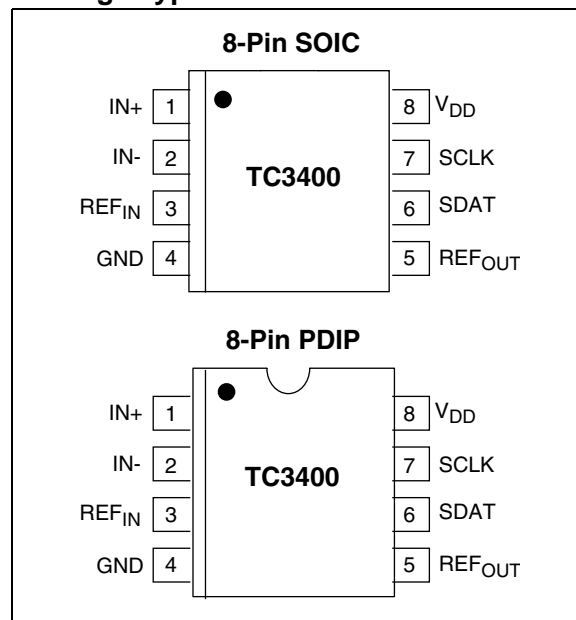 8-Pin SOIC
IN+ 1 8 VDD
IN- 2 7 SCLK
TC3400
REFIN 3 6 SDAT
GND 4 5 REFOUT
8-Pin PDIP
IN+ 1 8 VDD
IN- 2 7 SCLK
TC3400
REFIN 3 6 SDAT
GND 4 5 REFOUT